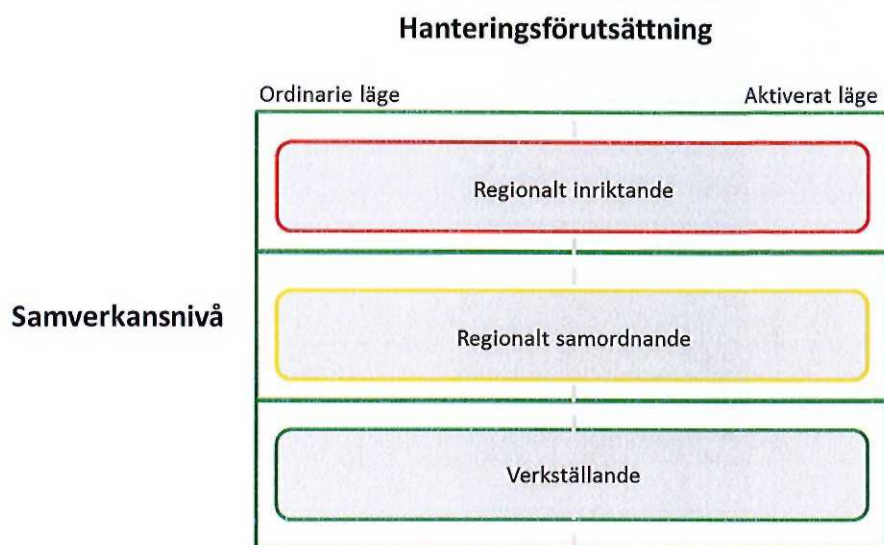 Hanteringsförutsättning
Ordinarie läge
Aktiverat läge
Regionalt inriktande
Samverkansnivå
Regionalt samordnande
Verkställande